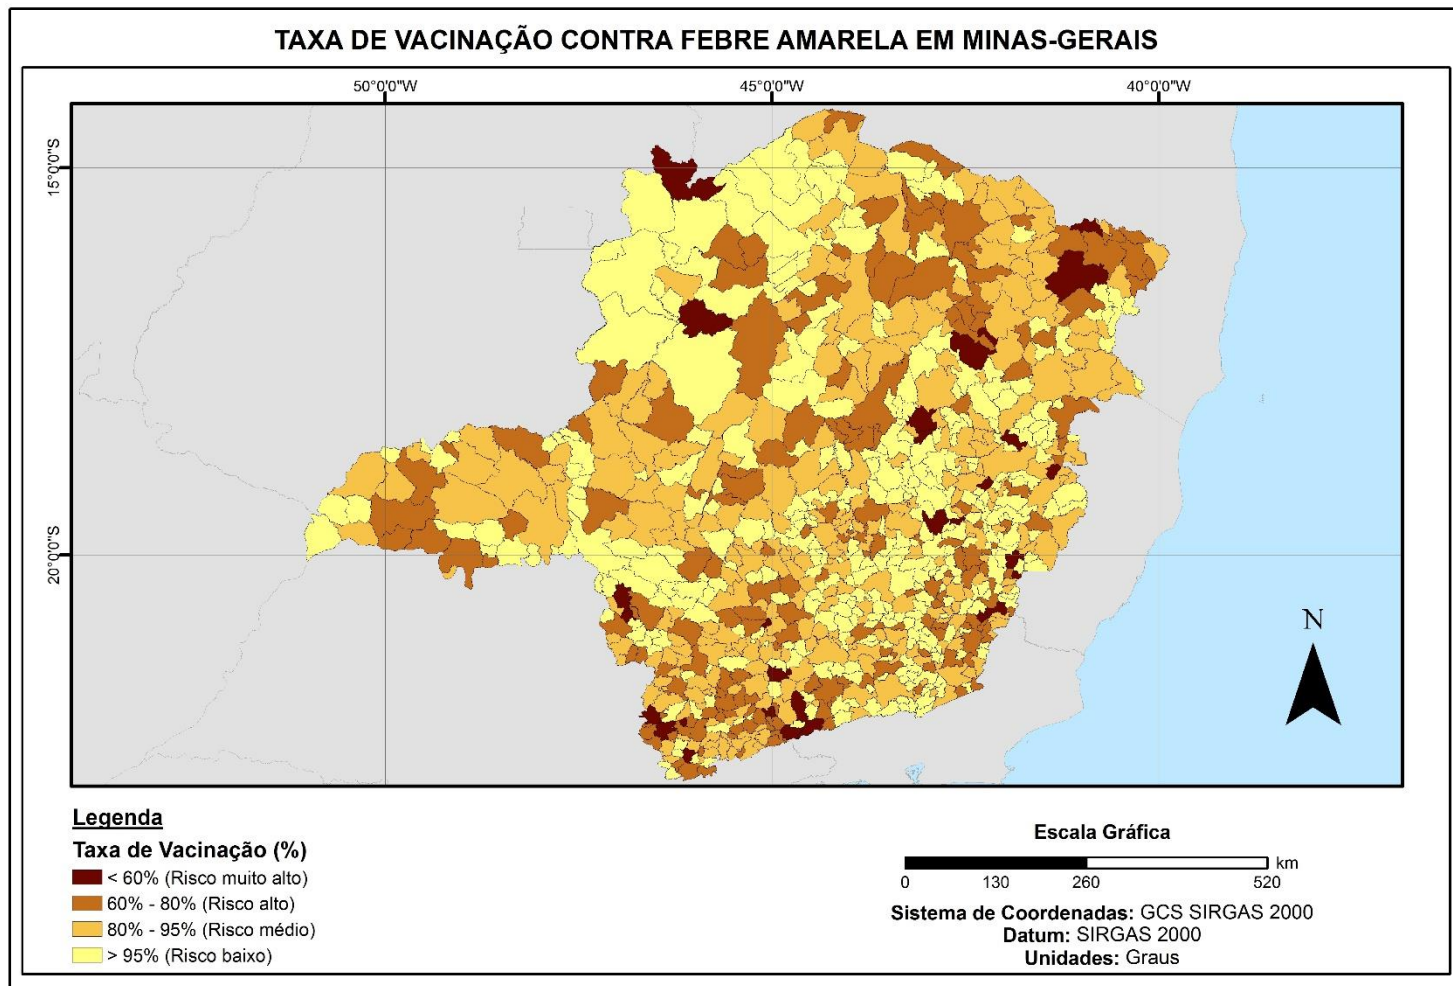 TAXA DE VACINAÇÃO CONTRA FEBRE AMARELA EM MINAS-GERAIS
50°0'0"W
45°0'0"W
40°0'0"W
15°0'0"S
20°0'0"S
N
Legenda
Taxa de Vacinação (%)
< 60% (Risco muito alto)
60% - 80% (Risco alto)
80% - 95% (Risco médio)
> 95% (Risco baixo)
Escala Gráfica
km
0 130 260 520
Sistema de Coordenadas: GCS SIRGAS 2000
Datum: SIRGAS 2000
Unidades: Graus